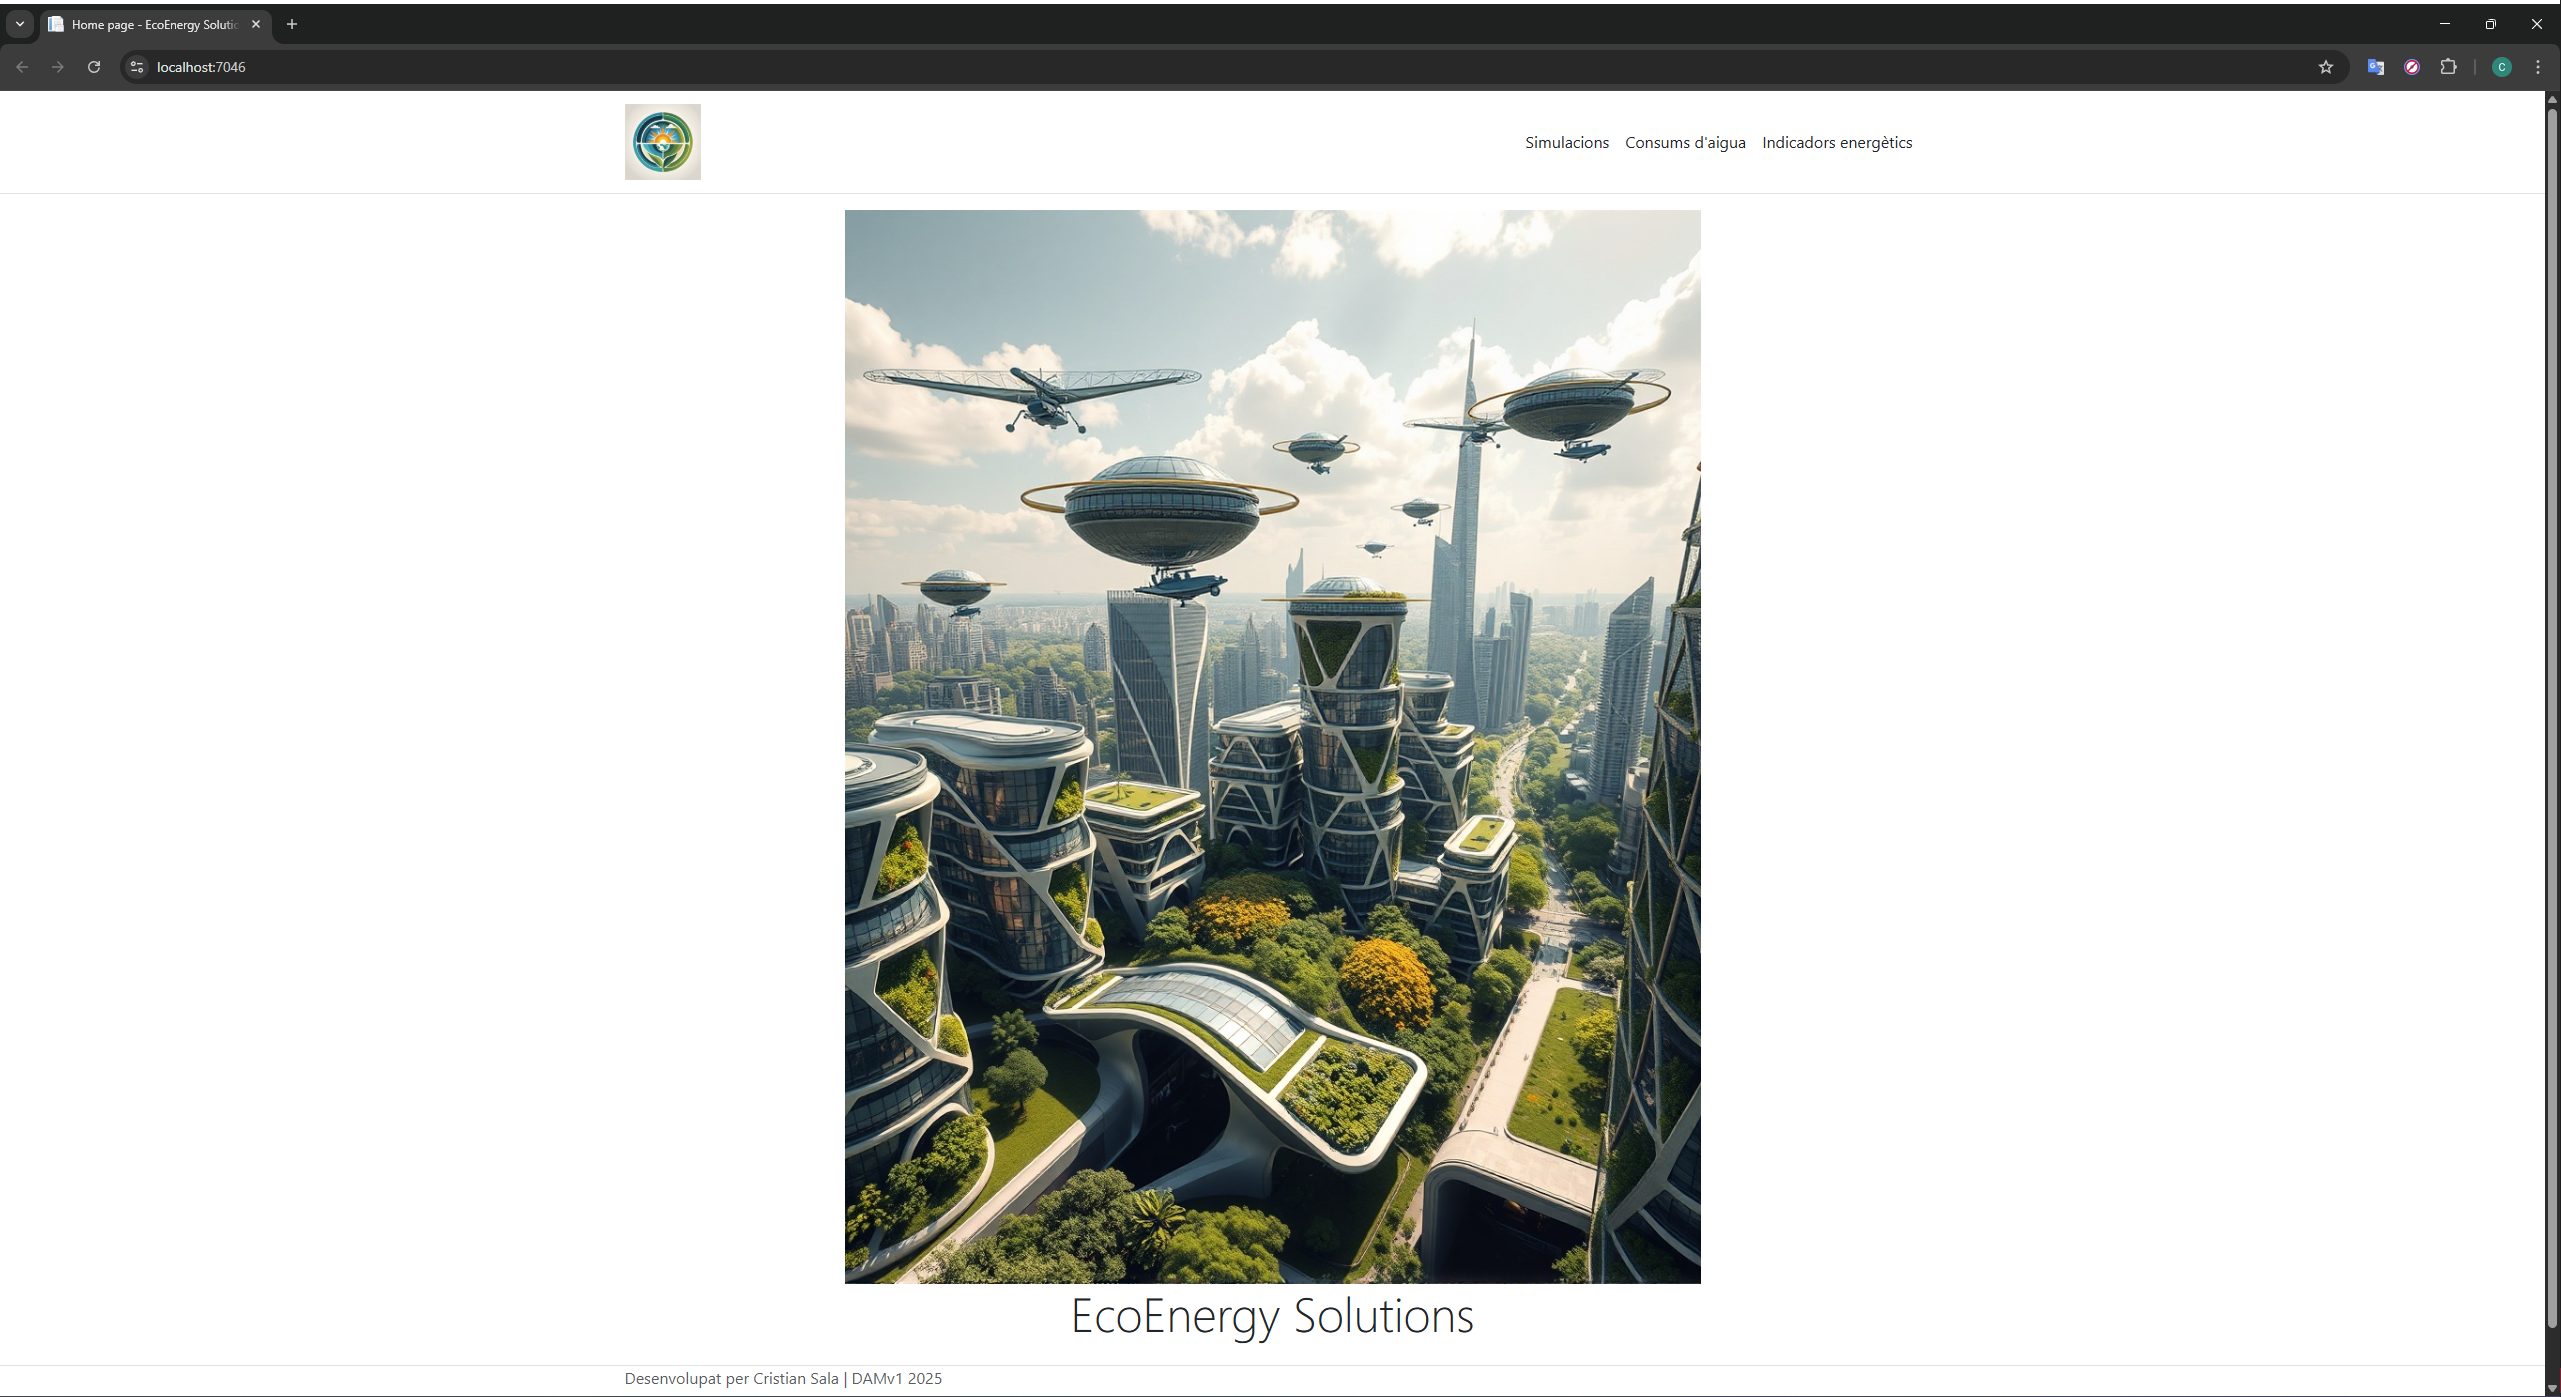 Home page - EcoEnergy Solutio
localhost:7046
C
Simulacions Consums d'aigua Indicadors energètics
EcoEnergy Solutions
Desenvolupat per Cristian Sala | DAMv1 2025